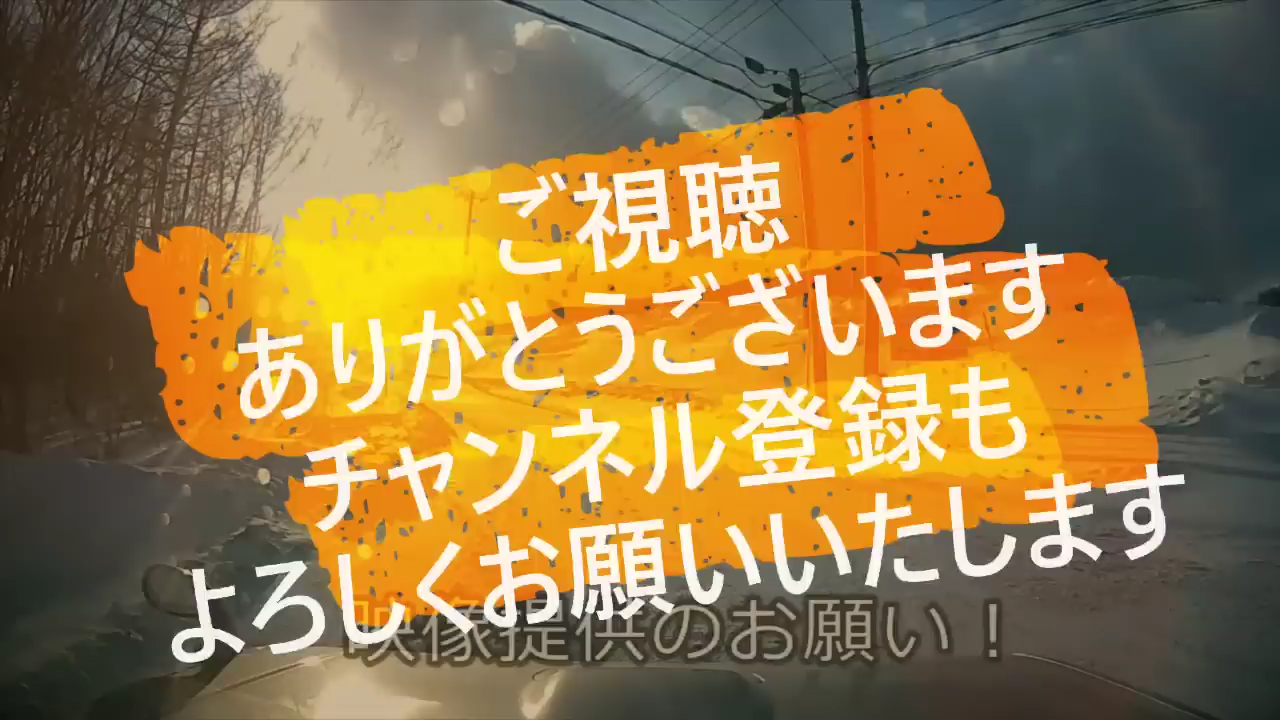 ご視聴
ありがとうございます
チャンネル登録も
よろしくお願いいたします
映像提供のお願い!